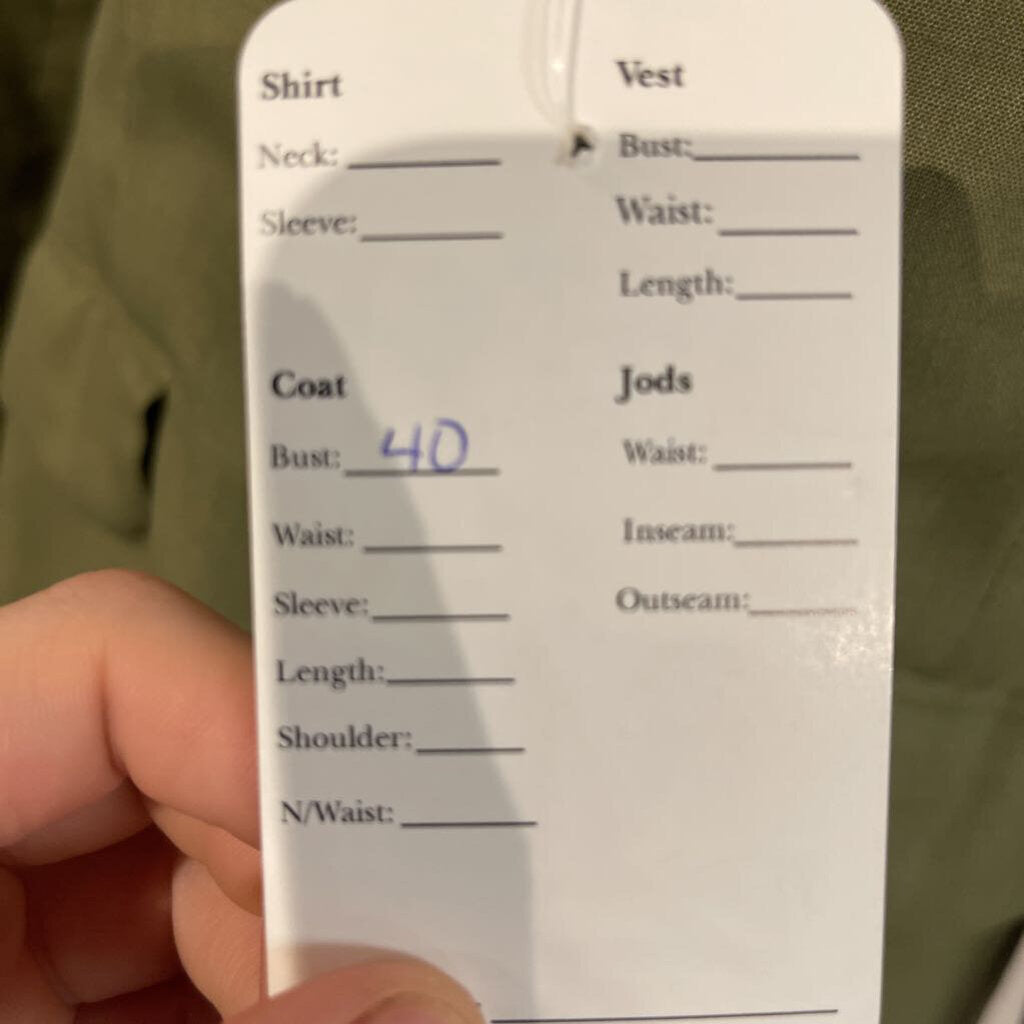 Shirt
Neck:
Sleeve:
Coat
Bust: 40
Waist:
Sleeve:
Length:
Shoulder:
N/Waist:
Vest
Bust:
Waist:
Length:
Jods
Waist:
Inseam:
Outseam: